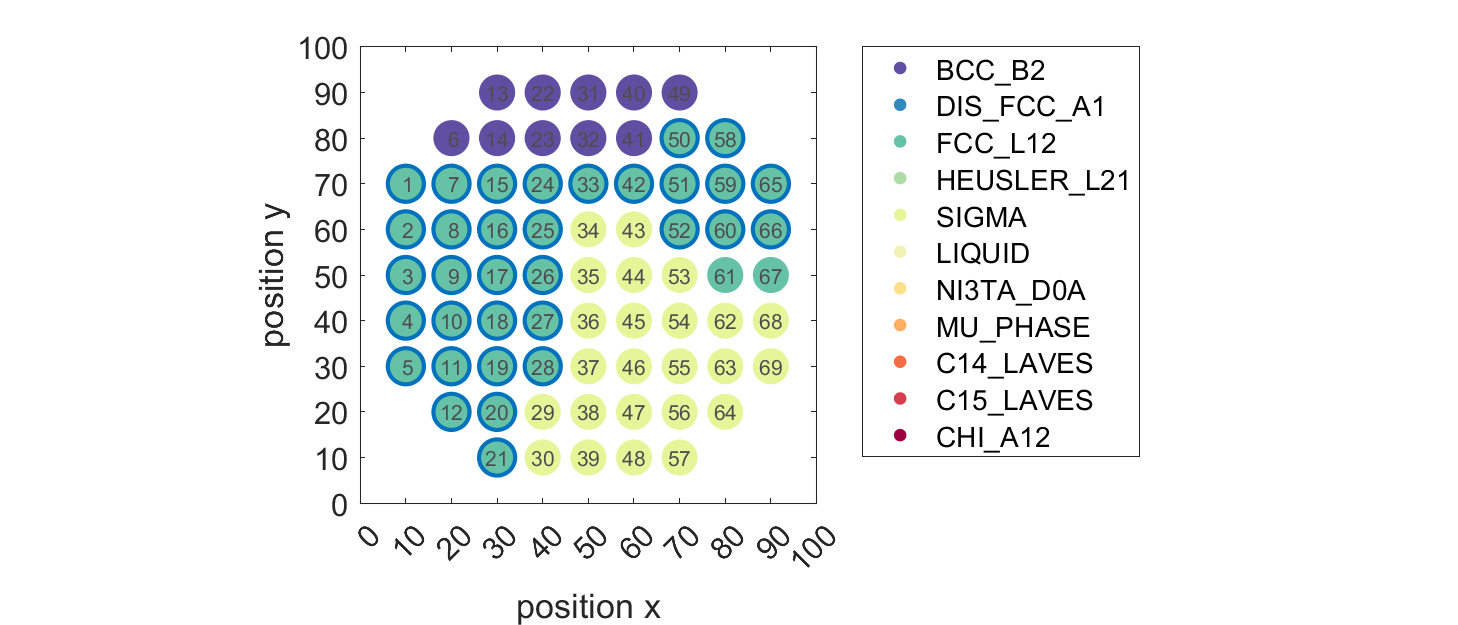 100
90
80
70
60
50
40
30
20
10
0
position y
13 22 31 40 49
6 14 23 32 41 50 58
1 7 15 24 33 42 51 59 65
2 8 16 25 34 43 52 60 66
3 9 17 26 35 44 53 61 67
4 10 18 27 36 45 54 62 68
5 11 19 28 37 46 55 63 69
12 20 29 38 47 56 64
21 30 39 48 57
0 10 20 30 40 50 60 70 80 90 100
position x
BCC_B2
DIS_FCC_A1
FCC_L12
HEUSLER_L21
SIGMA
LIQUID
NI3TA_D0A
MU_PHASE
C14_LAVES
C15_LAVES
CHI_A12